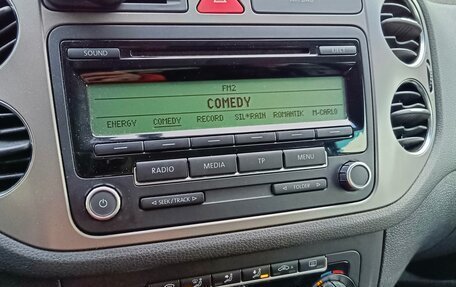 SOUND
FM2
COMEDY
ENERGY COMEDY RECORD SIL*RAIN ROMANTIK M-CARLO
RADIO MEDIA TP MENU
SEEK / TRACK FOLDER